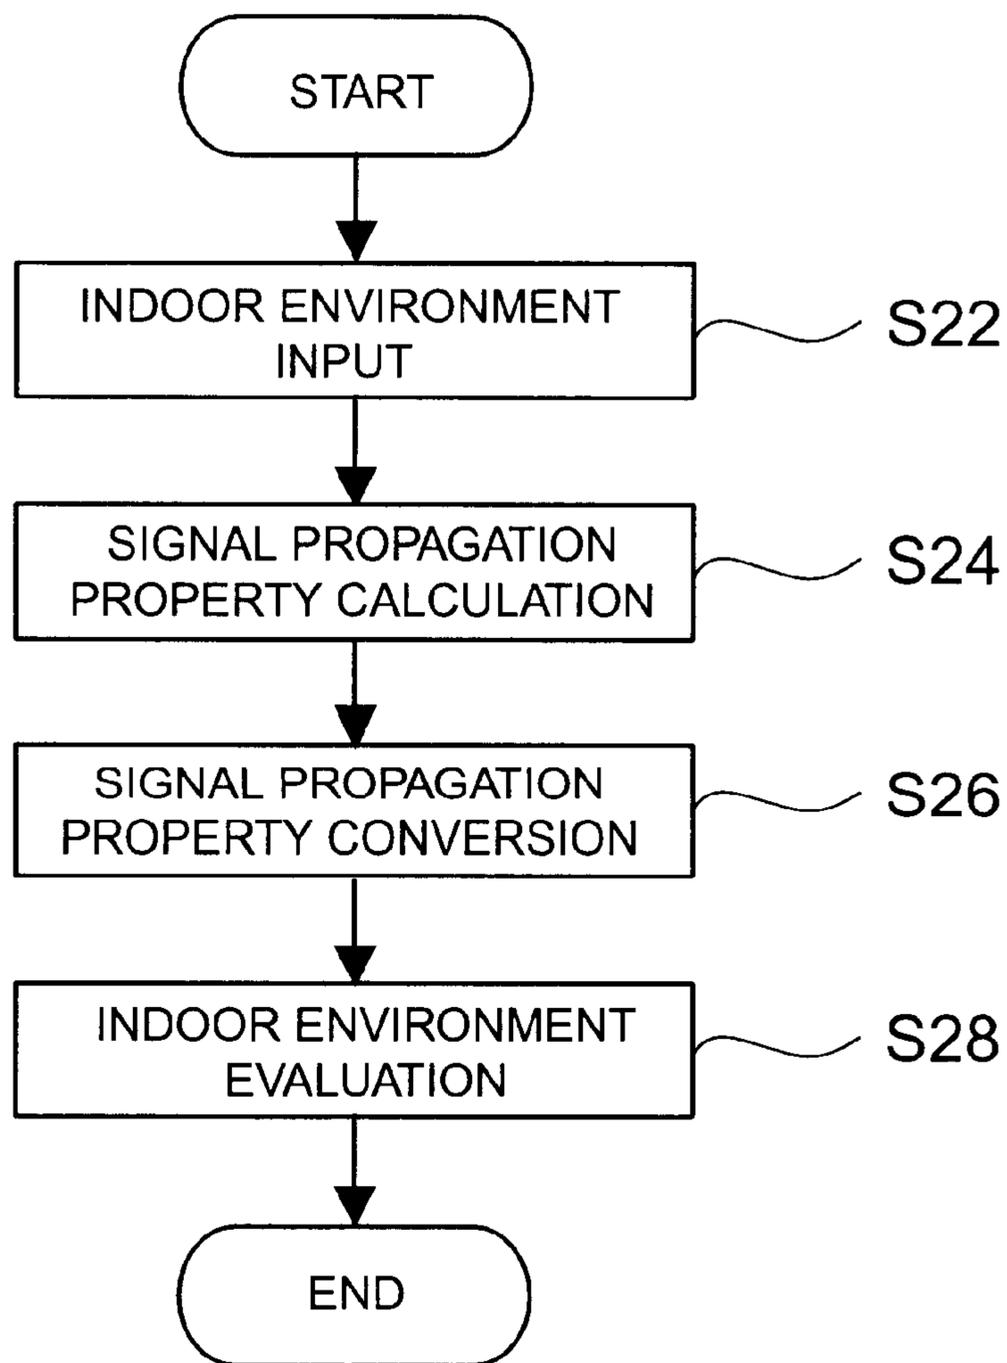 START
INDOOR ENVIRONMENT
INPUT
S22
SIGNAL PROPAGATION
PROPERTY CALCULATION
S24
SIGNAL PROPAGATION
PROPERTY CONVERSION
S26
INDOOR ENVIRONMENT
EVALUATION
S28
END